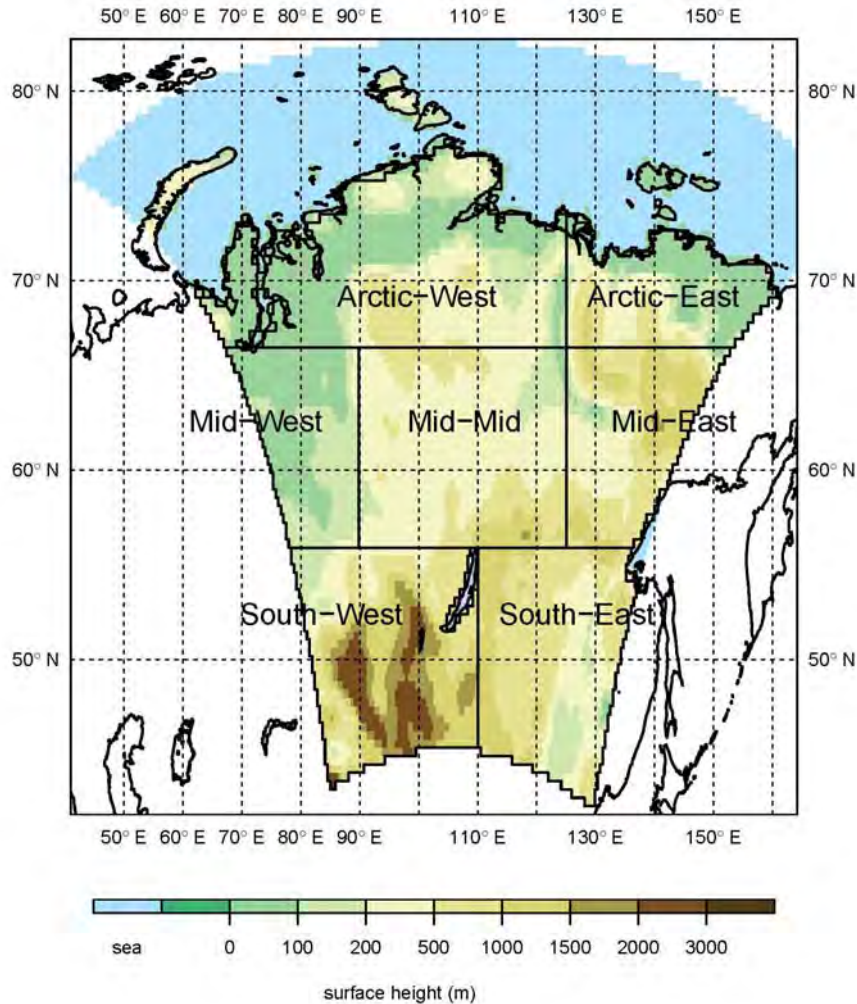 50° E 60° E 70° E 80° E 90° E 110° E 130° E 150° E
80° N 80° N
70° N 70° N
Arctic−West Arctic−East
Mid−West Mid−Mid Mid−East
60° N 60° N
South−West South−East
50° N 50° N
50° E 60° E 70° E 80° E 90° E 110° E 130° E 150° E
sea 0 100 200 500 1000 1500 2000 3000
surface height (m)